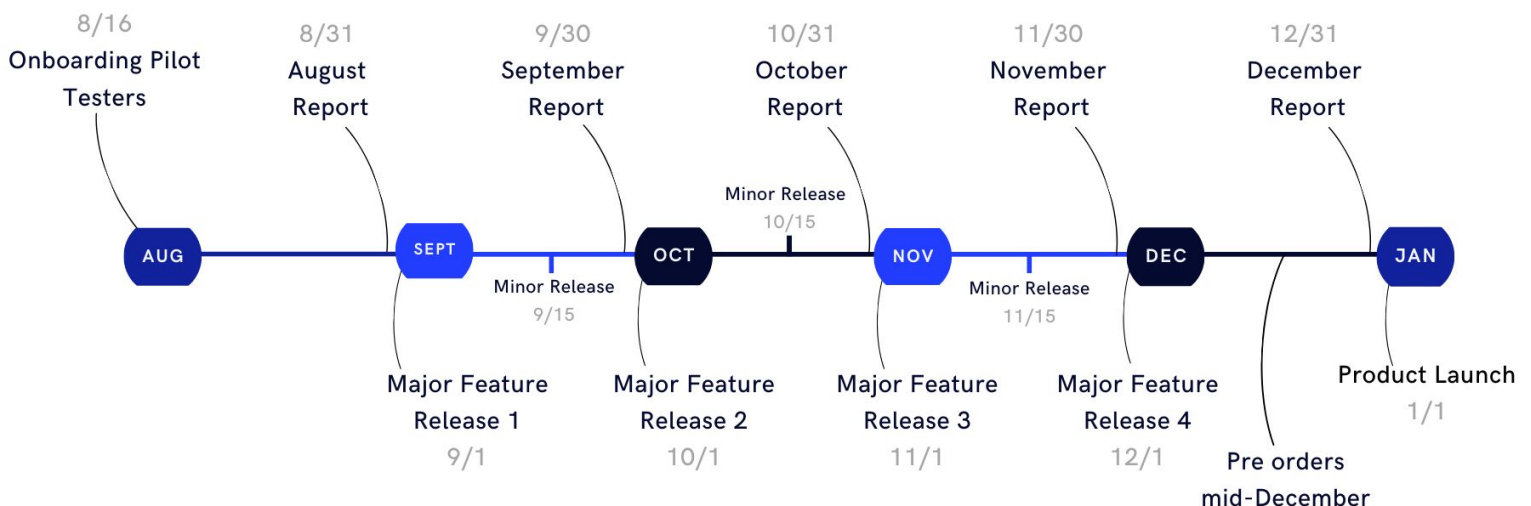 8/16
Onboarding Pilot
Testers
8/31
August
Report
9/30
September
Report
10/31
October
Report
11/30
November
Report
12/31
December
Report
Minor Release
10/15
AUG
SEPT
OCT
NOV
DEC
JAN
Minor Release
9/15
Minor Release
11/15
Major Feature
Release 1
9/1
Major Feature
Release 2
10/1
Major Feature
Release 3
11/1
Major Feature
Release 4
12/1
Product Launch
1/1
Pre orders
mid-December